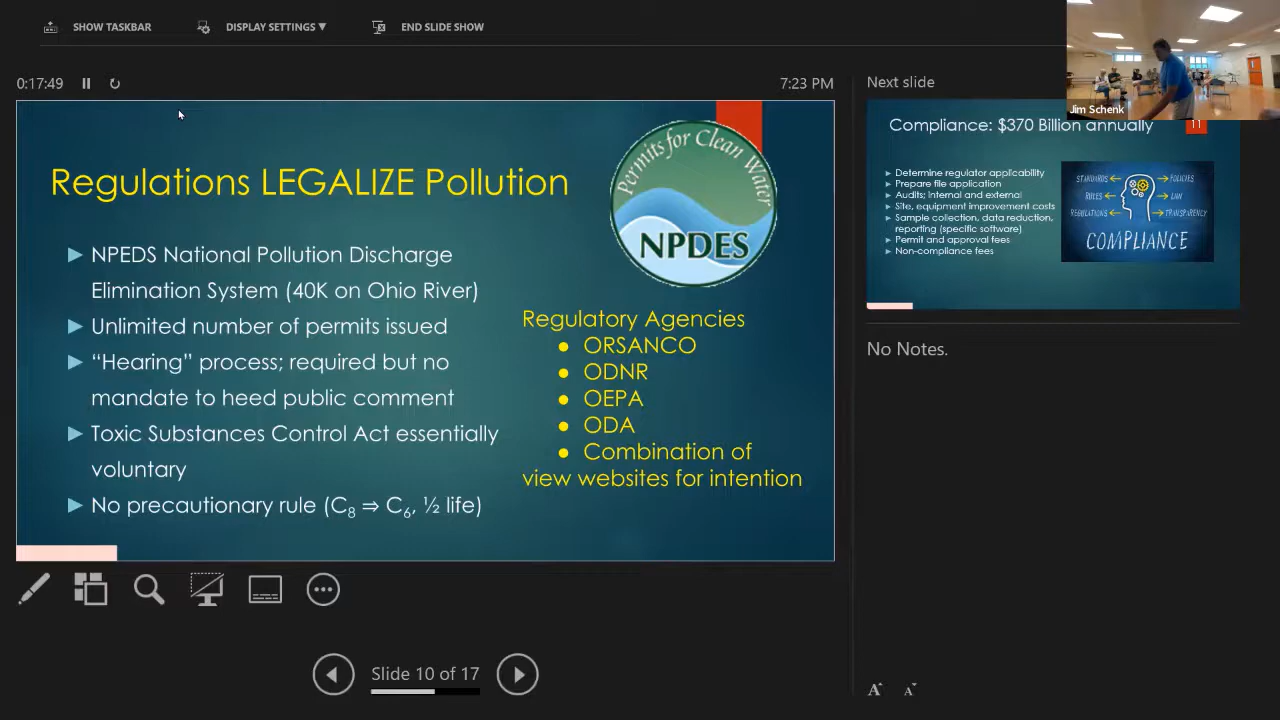 SHOW TASKBAR
DISPLAY SETTINGS ▼
END SLIDE SHOW
0:17:49
7:23 PM
Regulations LEGALIZE Pollution
Permits for Clean Water
NPDES
▶ NPEDS National Pollution Discharge
Elimination System (40K on Ohio River)
▶ Unlimited number of permits issued
▶ “Hearing” process; required but no
mandate to heed public comment
▶ Toxic Substances Control Act essentially
voluntary
▶ No precautionary rule (C₈ ⇒ C₆, ½ life)
Regulatory Agencies
● ORSANCO
● ODNR
● OEPA
● ODA
● Combination of
view websites for intention
Slide 10 of 17
Next slide
Jim Schenk
Compliance: $370 Billion annually
11
▶ Determine regulator applicability
▶ Prepare file application
▶ Audits; internal and external
▶ Site, equipment improvement costs
▶ Sample collection, data reduction,
reporting (specific software)
▶ Permit and approval fees
▶ Non-compliance fees
STANDARDS
POLICIES
RULES
LAW
REGULATIONS
TRANSPARENCY
COMPLIANCE
No Notes.
A A